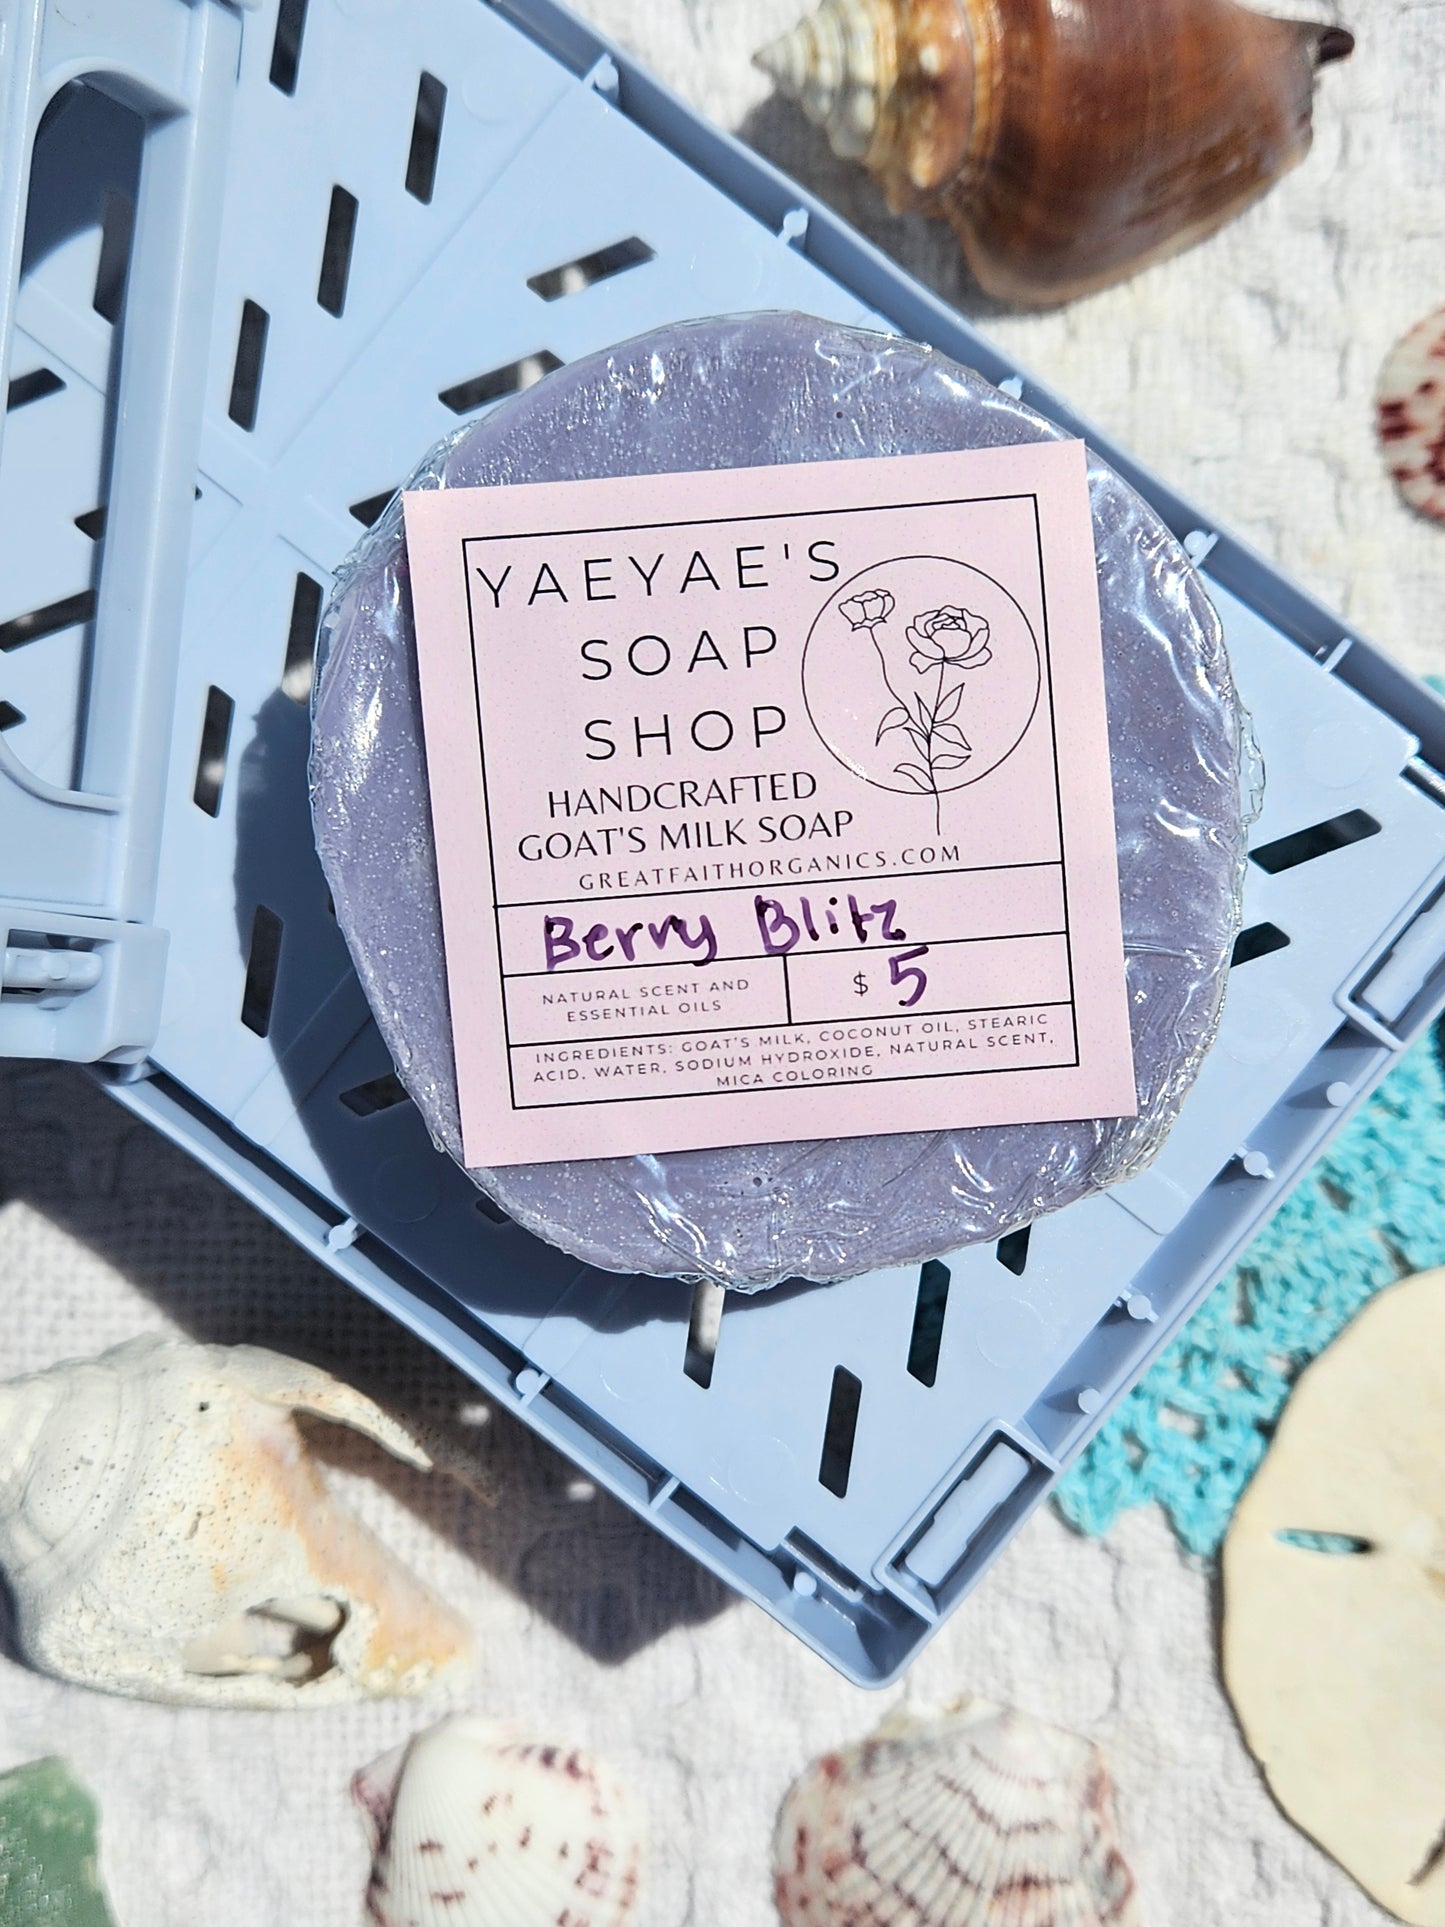 YAEYAE'S
SOAP
SHOP
HANDCRAFTED
GOAT'S MILK SOAP
GREATFAITHORGANICS.COM
Berry Blitz
NATURAL SCENT AND
ESSENTIAL OILS
$ 5
INGREDIENTS: GOAT'S MILK, COCONUT OIL, STEARIC
ACID, WATER, SODIUM HYDROXIDE, NATURAL SCENT,
MICA COLORING